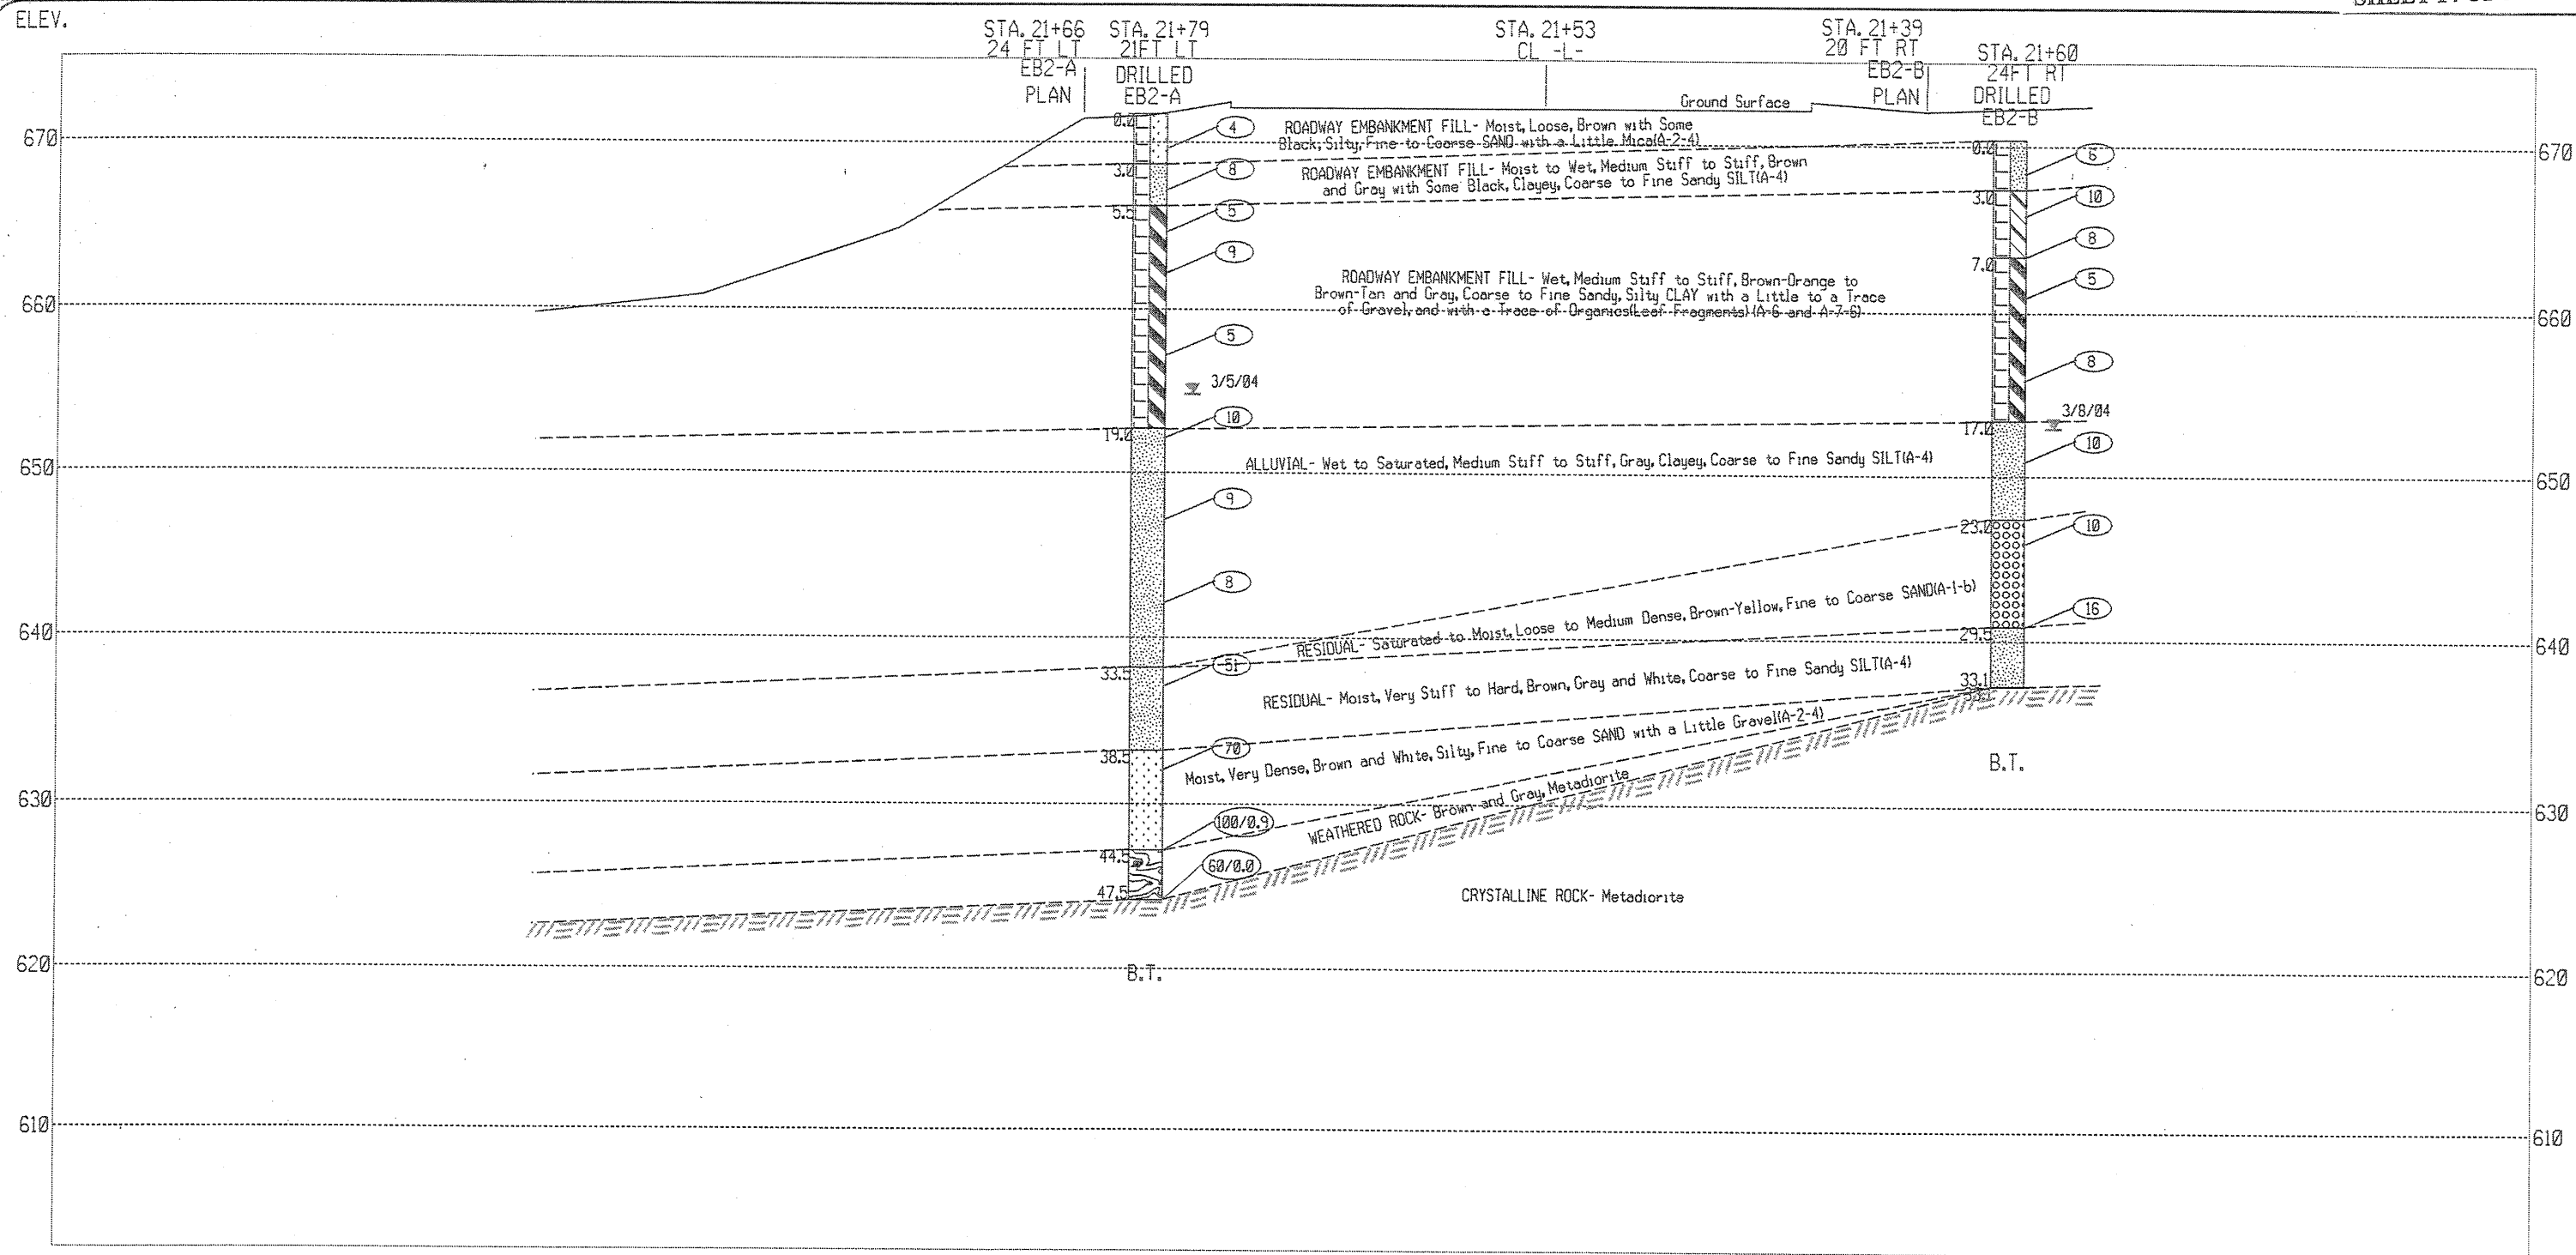 ELEV.
STA. 21+66
24 FT LT
EB2-A
PLAN
STA. 21+79
21FT LT
DRILLED
EB2-A
STA. 21+53
CL -L-
STA. 21+39
20 FT RT
EB2-B
PLAN
STA. 21+60
24FT RT
DRILLED
EB2-B
Ground Surface
670
660
650
640
630
620
610
670
660
650
640
630
620
610
0.0
3.0
5.5
19.0
33.5
38.5
44.5
47.5
4
8
5
9
5
3/5/04
10
9
8
51
70
100/0.9
60/0.0
B.T.
ROADWAY EMBANKMENT FILL- Moist, Loose, Brown with Some
Black, Silty, Fine to Coarse SAND with a Little Mica(A-2-4)
ROADWAY EMBANKMENT FILL- Moist to Wet, Medium Stiff to Stiff, Brown
and Gray with Some Black, Clayey, Coarse to Fine Sandy SILT(A-4)
ROADWAY EMBANKMENT FILL- Wet, Medium Stiff to Stiff, Brown-Orange to
Brown-Tan and Gray, Coarse to Fine Sandy, Silty CLAY with a Little to a Trace
of Gravel, and with a Trace of Organics(Leaf Fragments) (A-6 and A-7-6)
ALLUVIAL- Wet to Saturated, Medium Stiff to Stiff, Gray, Clayey, Coarse to Fine Sandy SILT(A-4)
RESIDUAL- Saturated to Moist, Loose to Medium Dense, Brown-Yellow, Fine to Coarse SAND(A-1-b)
RESIDUAL- Moist, Very Stiff to Hard, Brown, Gray and White, Coarse to Fine Sandy SILT(A-4)
Moist, Very Dense, Brown and White, Silty, Fine to Coarse SAND with a Little Gravel(A-2-4)
WEATHERED ROCK- Brown and Gray, Metadiorite
CRYSTALLINE ROCK- Metadiorite
0.0
3.0
7.0
17.0
23.0
29.5
33.1
6
10
8
5
8
3/8/04
10
10
16
B.T.